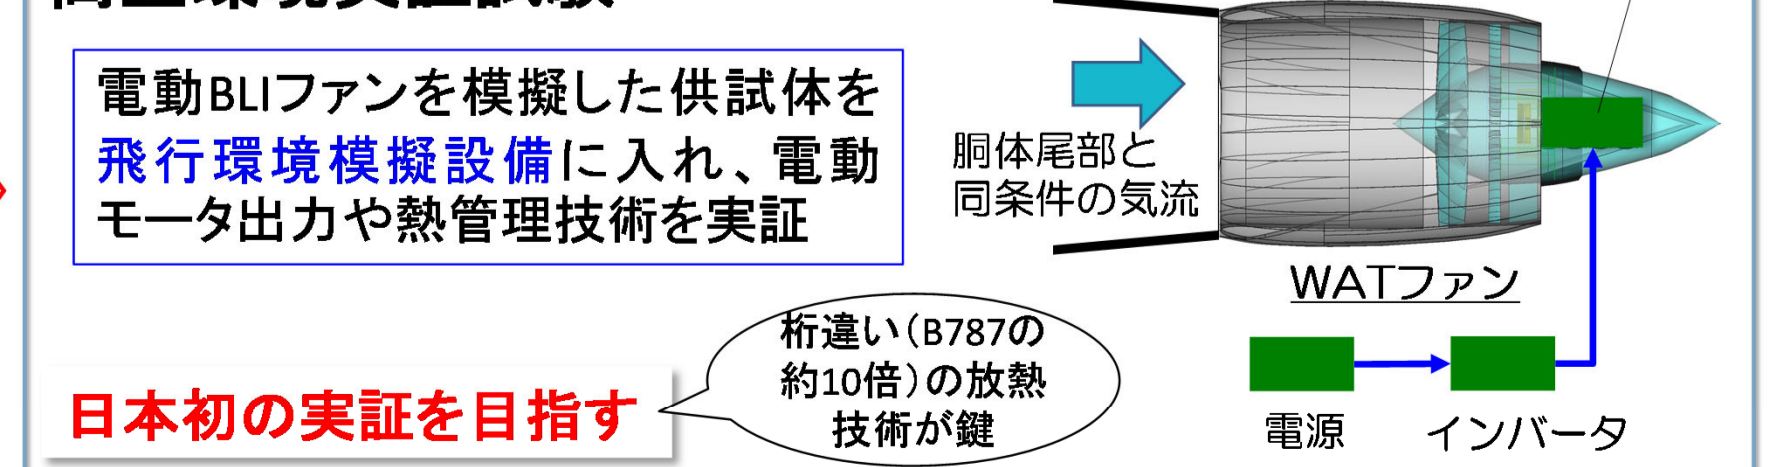 電動BLIファンを模擬した供試体を
飛行環境模擬設備に入れ、電動
モータ出力や熱管理技術を実証
胴体尾部と
同条件の気流
WATファン
桁違い(B787の
約10倍)の放熱
技術が鍵
日本初の実証を目指す
電源
インバータ